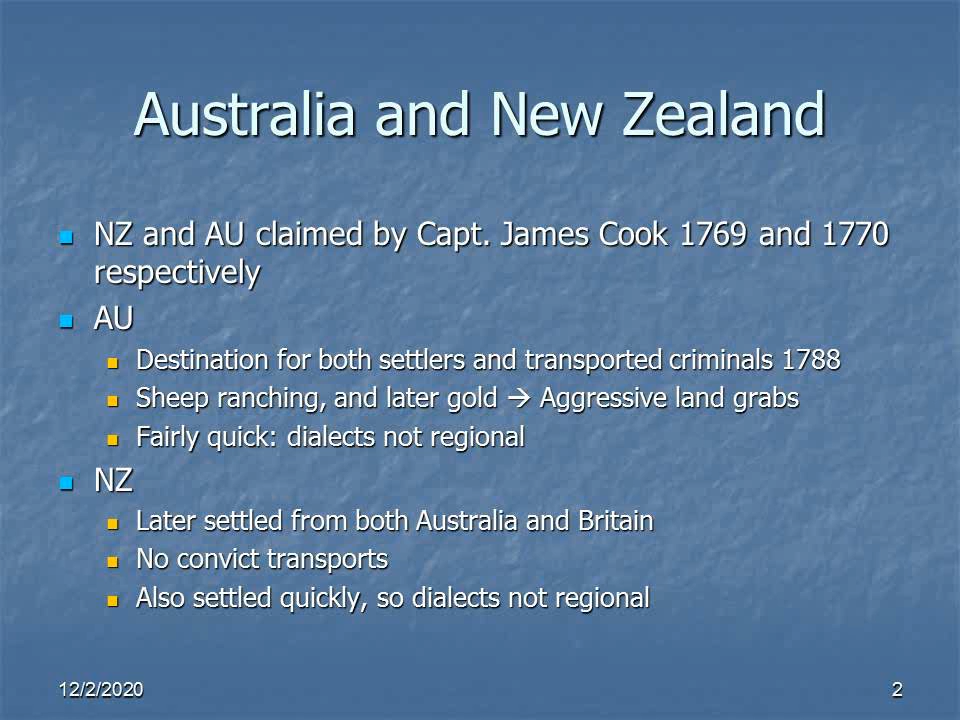 Australia and New Zealand
NZ and AU claimed by Capt. James Cook 1769 and 1770
respectively
AU
Destination for both settlers and transported criminals 1788
Sheep ranching, and later gold → Aggressive land grabs
Fairly quick: dialects not regional
NZ
Later settled from both Australia and Britain
No convict transports
Also settled quickly, so dialects not regional
12/2/2020
2